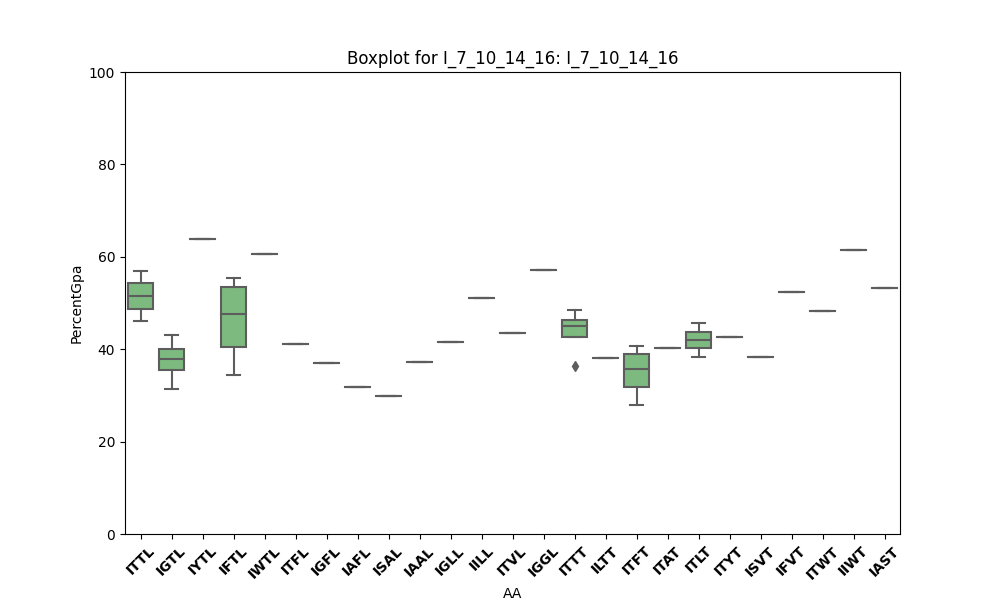 Boxplot for I_7_10_14_16: I_7_10_14_16
100
80
60
40
20
0
PercentGpa
ITTL IGTL IYTL IFTL IWTL ITFL IGFL IAFL ISAL IAAL IGLL IILL ITVL IGGL ITTT ILTT ITFT ITAT ITLT ITYT ISVT IFVT ITWT IIWT IAST
AA